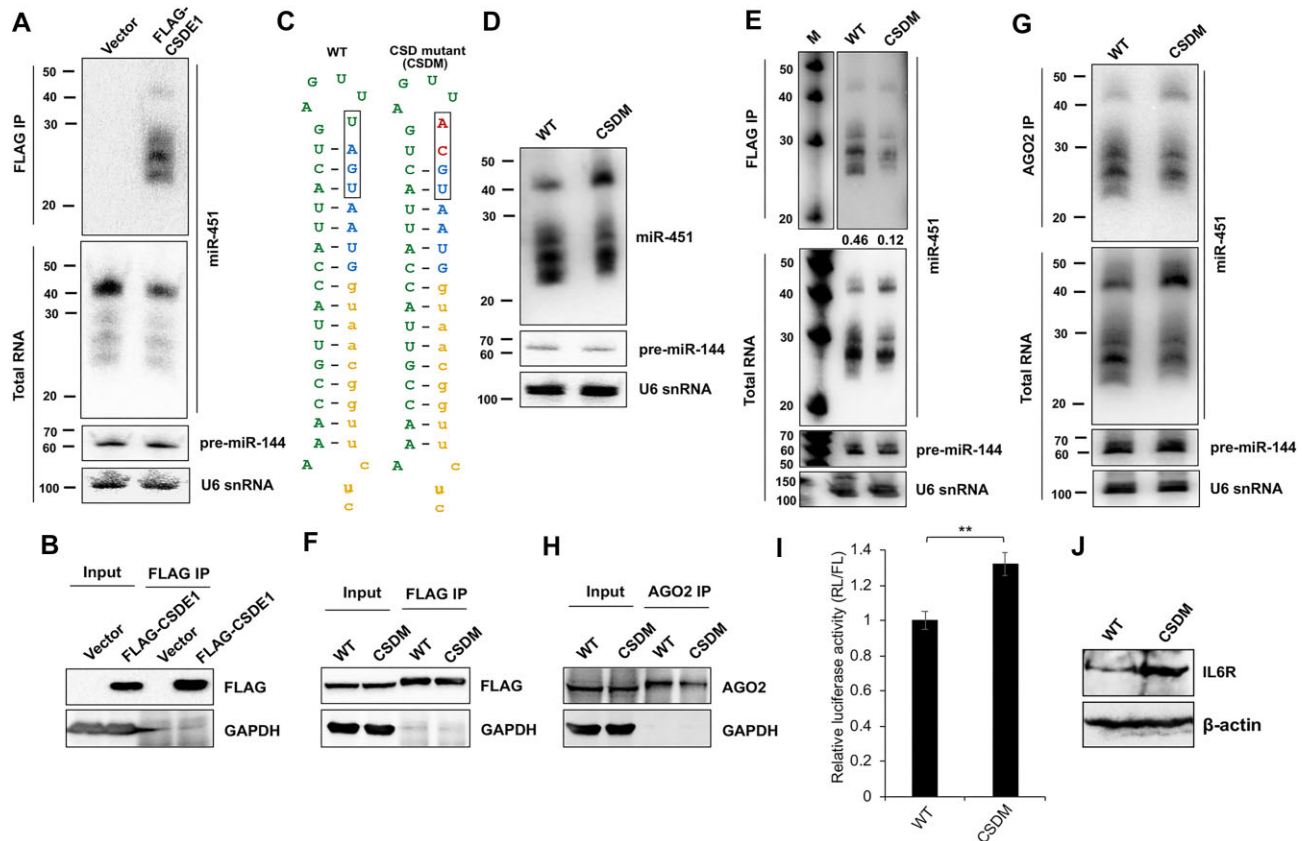 A
Vector
FLAG-
CSDE1
50
40
30
20
FLAG IP
50
40
30
20
Total RNA
miR-451
70
60
pre-miR-144
100
U6 snRNA
B
Input
FLAG IP
Vector
FLAG-CSDE1
Vector
FLAG-CSDE1
FLAG
GAPDH
C
WT
CSD mutant
(CSDM)
G U U
A U
G U
U – A
C – G
A – U
U – A
U – A
A – U
C – G
C – g
A – u
U – a
U – a
G – c
C – g
C – g
A – u
A – u
A c
u
c
G U U
A U
G A
U C
C – G
A – U
U – A
U – A
A – U
C – G
C – g
A – u
U – a
U – a
G – c
C – g
C – g
A – u
A – u
A c
u
c
D
WT
CSDM
50
40
30
20
miR-451
70
60
pre-miR-144
100
U6 snRNA
E
M
WT
CSDM
50
40
30
20
FLAG IP
0.46 0.12
50
40
30
20
Total RNA
miR-451
70
60
50
pre-miR-144
150
100
U6 snRNA
F
Input
FLAG IP
WT
CSDM
WT
CSDM
FLAG
GAPDH
G
WT
CSDM
50
40
30
20
AGO2 IP
50
40
30
20
Total RNA
miR-451
70
60
pre-miR-144
100
U6 snRNA
H
Input
AGO2 IP
WT
CSDM
WT
CSDM
AGO2
GAPDH
I
**
Relative luciferase activity (RL/FL)
1.4
1.2
1
0.8
0.6
0.4
0.2
0
WT
CSDM
J
WT
CSDM
IL6R
β-actin